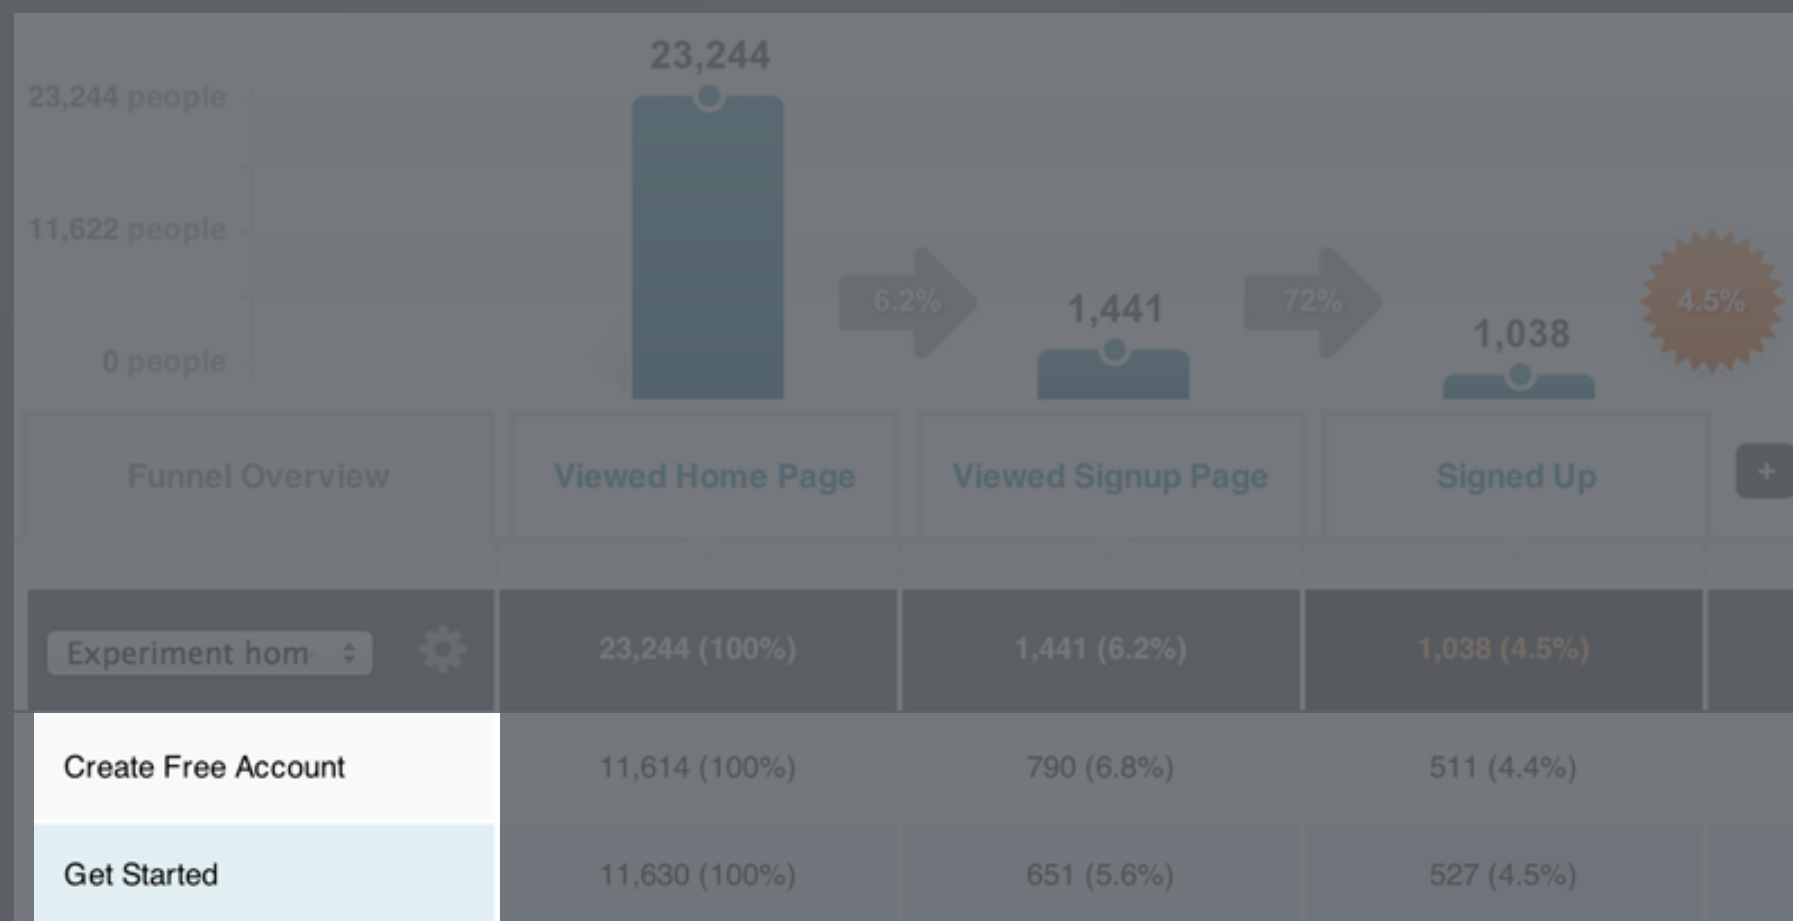 23,244
23,244 people
11,622 people
6.2%
1,441
72%
1,038
4.5%
0 people
Funnel Overview
Viewed Home Page
Viewed Signup Page
Signed Up
+
Experiment hom
23,244 (100%)
1,441 (6.2%)
1,038 (4.5%)
Create Free Account
11,614 (100%)
790 (6.8%)
511 (4.4%)
Get Started
11,630 (100%)
651 (5.6%)
527 (4.5%)